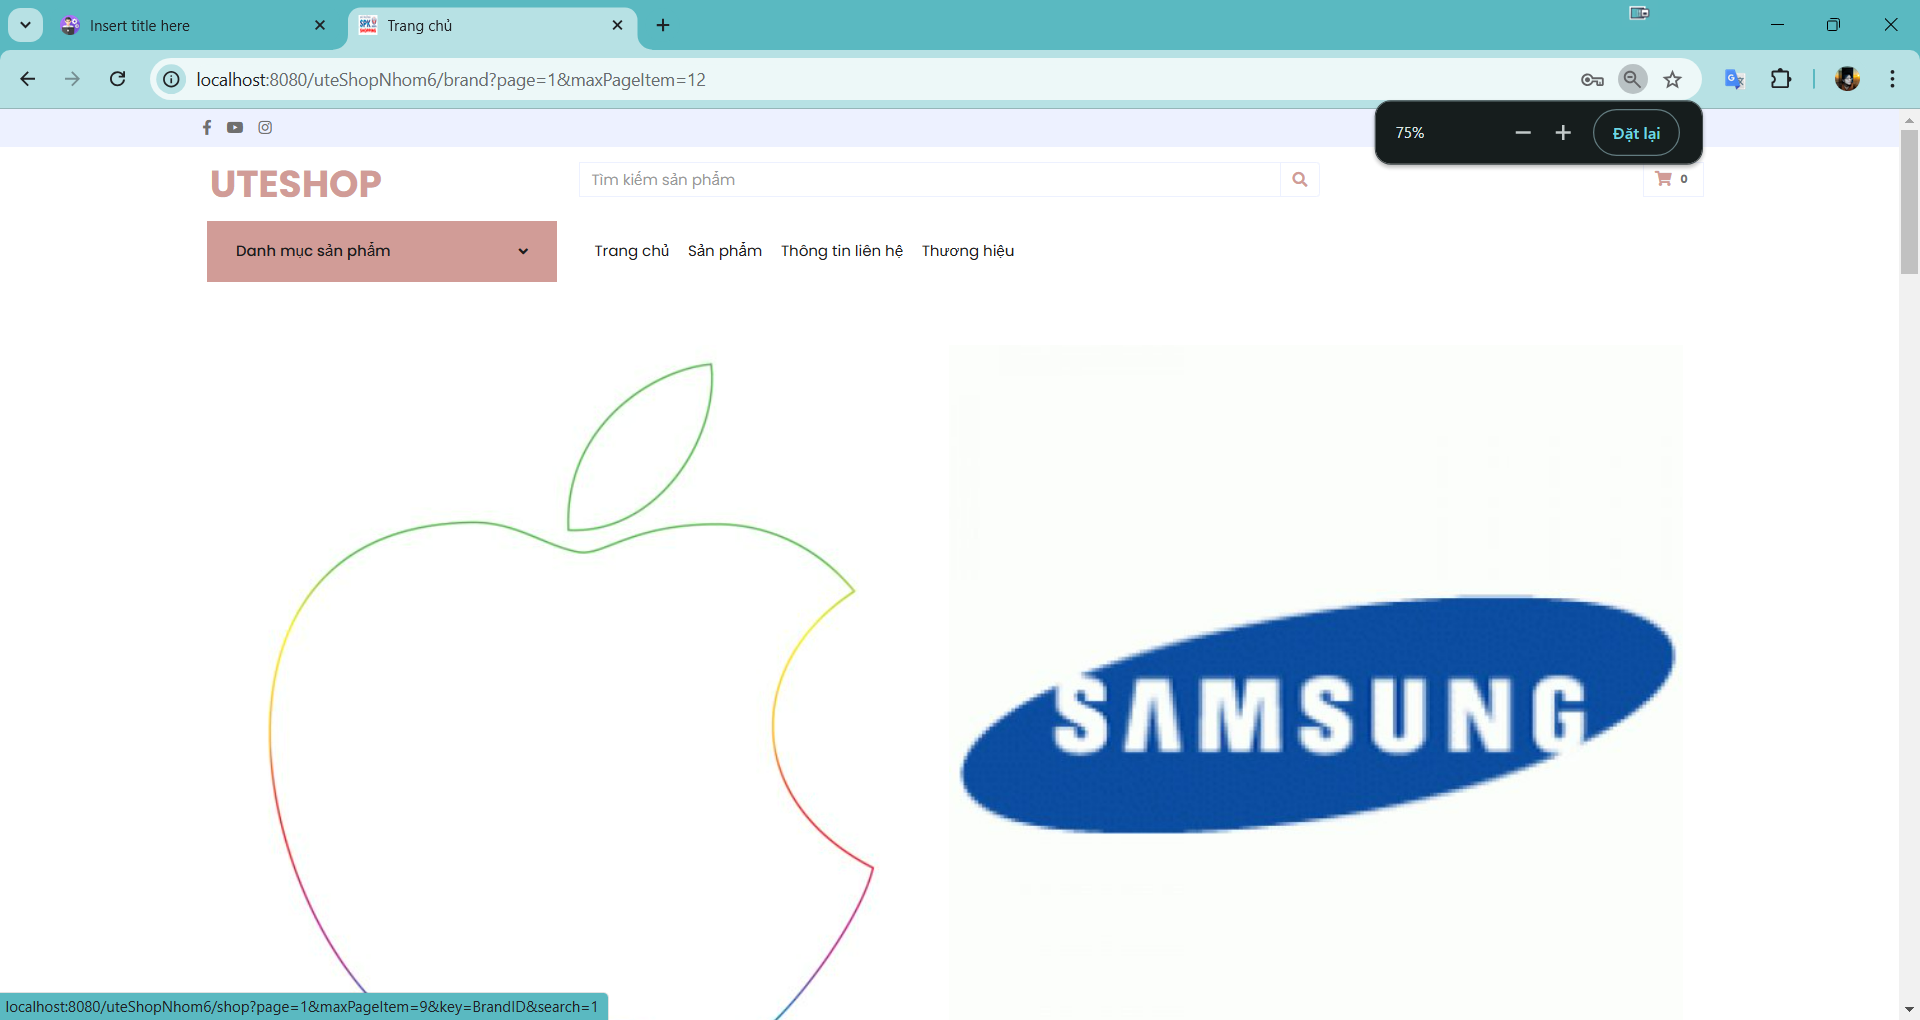 Insert title here
SPK
SHOPPING
Trang chủ
localhost:8080/uteShopNhom6/brand?page=1&maxPageItem=12
75%
Đặt lại
UTESHOP
Tìm kiếm sản phẩm
0
Danh mục sản phẩm
Trang chủ
Sản phẩm
Thông tin liên hệ
Thương hiệu
SAMSUNG
localhost:8080/uteShopNhom6/shop?page=1&maxPageItem=9&key=BrandID&search=1